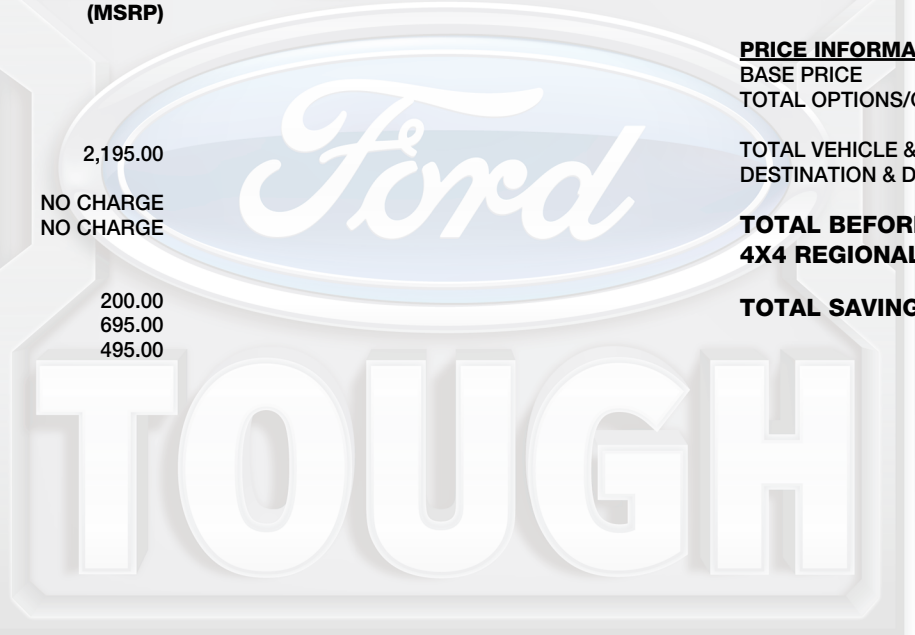 (MSRP)
2,195.00
NO CHARGE
NO CHARGE
200.00
695.00
495.00
PRICE INFORMA
BASE PRICE
TOTAL OPTIONS/
TOTAL VEHICLE &
DESTINATION & D
TOTAL BEFOR
4X4 REGIONAL
TOTAL SAVING
Ford
TOUGH